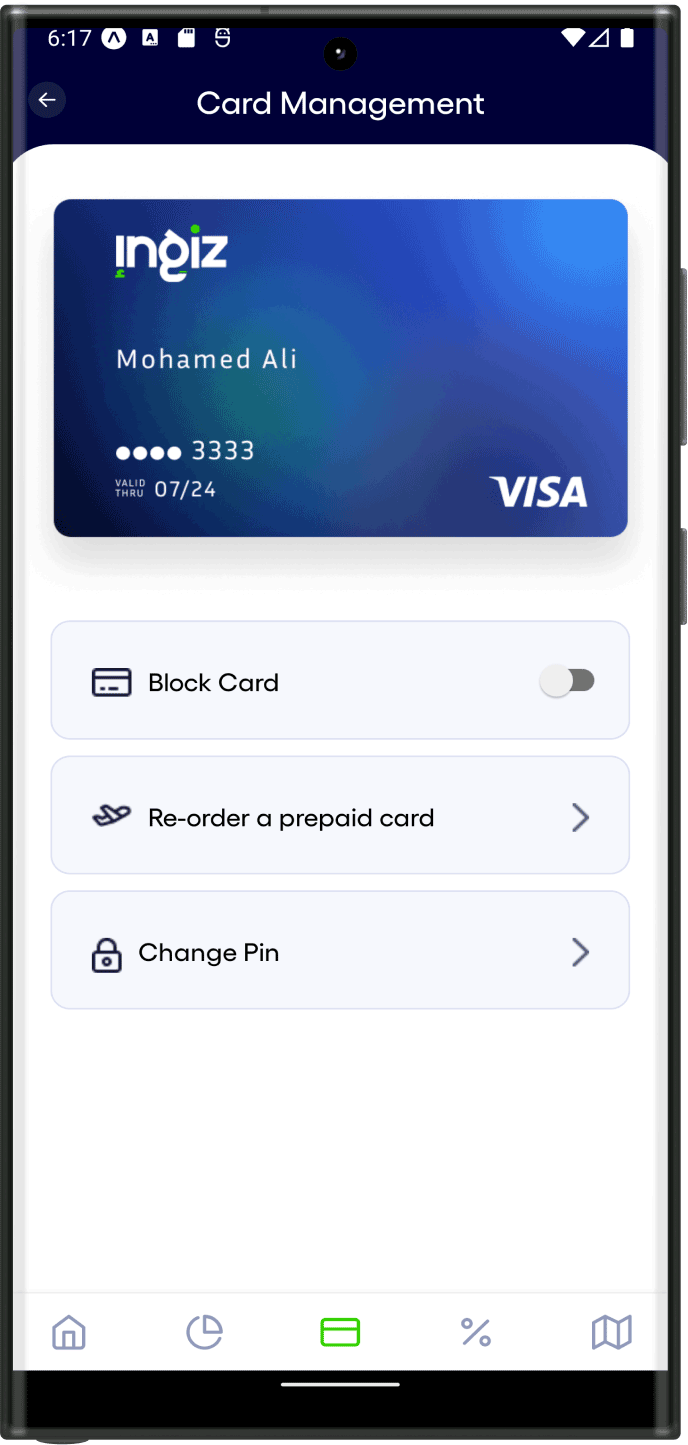 6:17
Card Management
ingiz
Mohamed Ali
●●●● 3333
VALID THRU 07/24
VISA
Block Card
Re-order a prepaid card
Change Pin